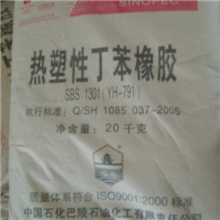 SINOPEC
热塑性丁苯橡胶
SBS 1301(YH-791)
执行标准：Q/SH 1085 037-2005
净含量：20千克
质量体系符合ISO9001:2000标准
中国石化巴陵石油化工有限责任公司